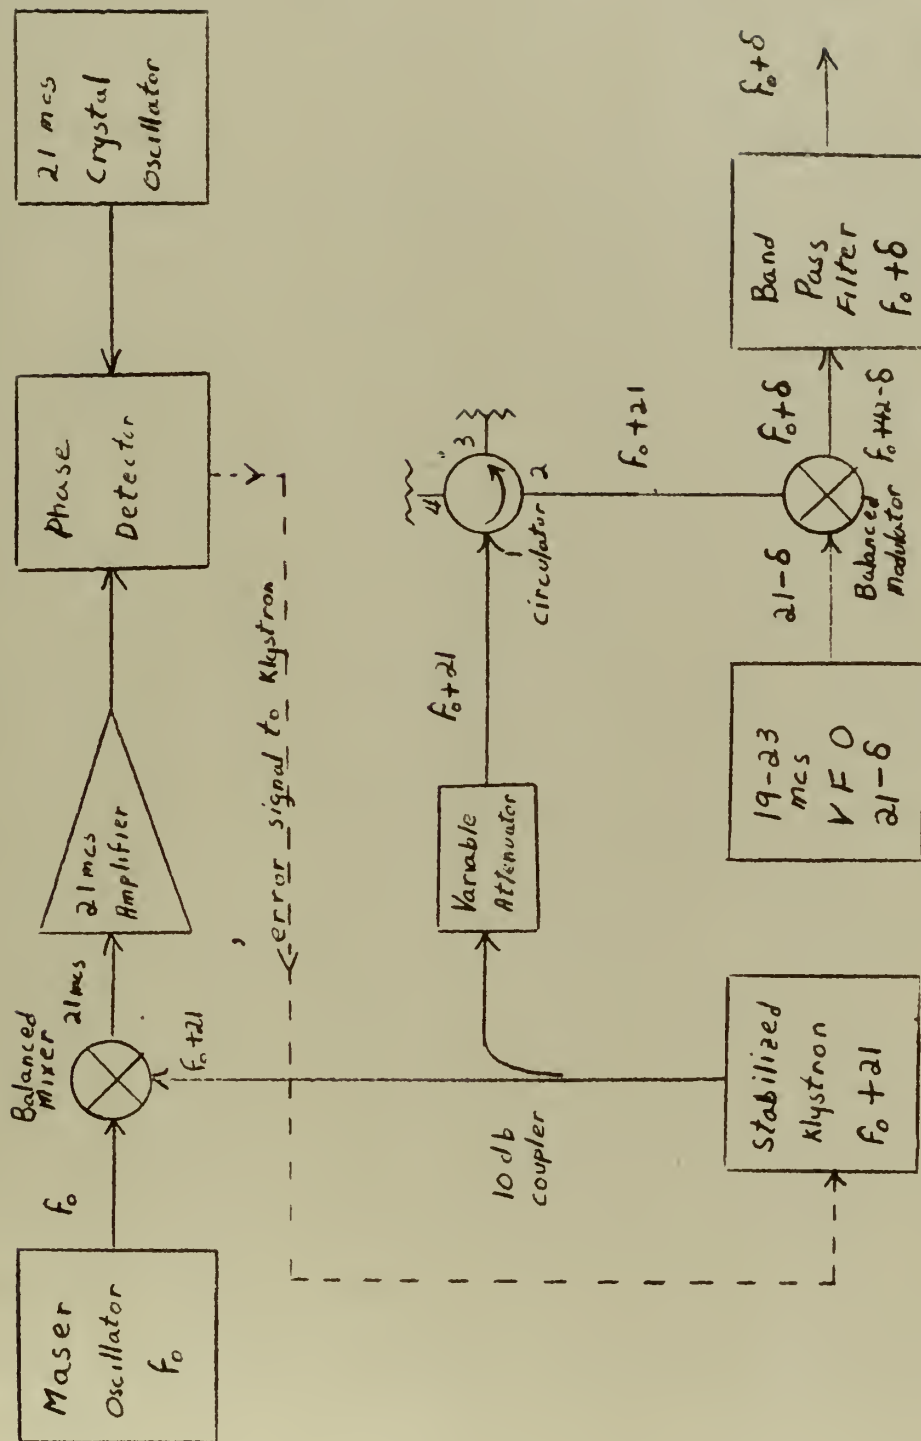 Maser
Oscillator
f₀
f₀
Balanced
Mixer
21mcs
f₀+21
21mcs
Amplifier
Phase
Detector
21 mcs
Crystal
Oscillator
error signal to Klystron
10 db
coupler
Variable
Attenuator
f₀+21
1
2
3
4
circulator
f₀+21
Stabilized
Klystron
f₀+21
19-23
mcs
VFO
21-δ
21-δ
Balanced
Modulator
f₀+δ
f₀+42-δ
Band
Pass
Filter
f₀+δ
f₀+δ